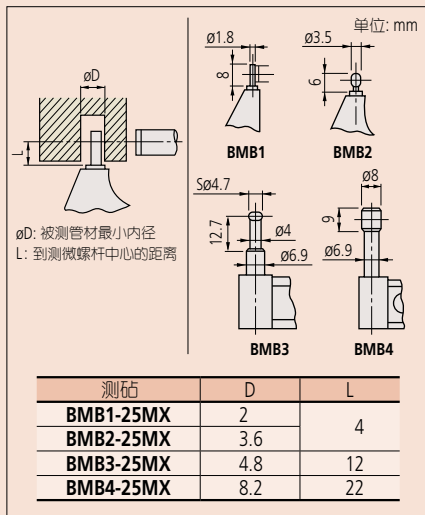 单位: mm
øD
L
øD: 被测管材最小内径
L: 到测微螺杆中心的距离
ø1.8
8
BMB1
ø3.5
6
BMB2
Sø4.7
12.7
ø4
ø6.9
BMB3
ø8
9
ø6.9
BMB4
测砧 D L
BMB1-25MX 2 4
BMB2-25MX 3.6
BMB3-25MX 4.8 12
BMB4-25MX 8.2 22